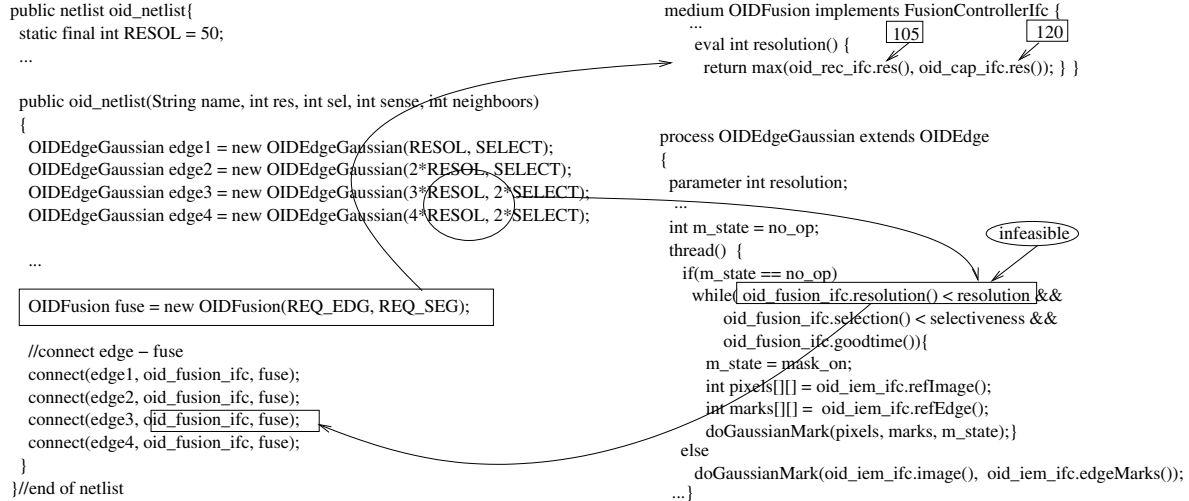 public netlist oid_netlist{
static final int RESOL = 50;
...
public oid_netlist(String name, int res, int sel, int sense, int neighboors)
{
OIDEdgeGaussian edge1 = new OIDEdgeGaussian(RESOL, SELECT);
OIDEdgeGaussian edge2 = new OIDEdgeGaussian(2*RESOL, SELECT);
OIDEdgeGaussian edge3 = new OIDEdgeGaussian(3*RESOL, 2*SELECT);
OIDEdgeGaussian edge4 = new OIDEdgeGaussian(4*RESOL, 2*SELECT);
...
OIDFusion fuse = new OIDFusion(REQ_EDG, REQ_SEG);
//connect edge − fuse
connect(edge1, oid_fusion_ifc, fuse);
connect(edge2, oid_fusion_ifc, fuse);
connect(edge3, oid_fusion_ifc, fuse);
connect(edge4, oid_fusion_ifc, fuse);
}
}//end of netlist
medium OIDFusion implements FusionControllerIfc {
...
105
120
eval int resolution() {
return max(oid_rec_ifc.res(), oid_cap_ifc.res()); } }
process OIDEdgeGaussian extends OIDEdge
{
parameter int resolution;
...
int m_state = no_op;
infeasible
thread() {
if(m_state == no_op)
while( oid_fusion_ifc.resolution() < resolution &&
oid_fusion_ifc.selection() < selectiveness &&
oid_fusion_ifc.goodtime()){
m_state = mask_on;
int pixels[][] = oid_iem_ifc.refImage();
int marks[][] = oid_iem_ifc.refEdge();
doGaussianMark(pixels, marks, m_state);}
else
doGaussianMark(oid_iem_ifc.image(), oid_iem_ifc.edgeMarks());
...}